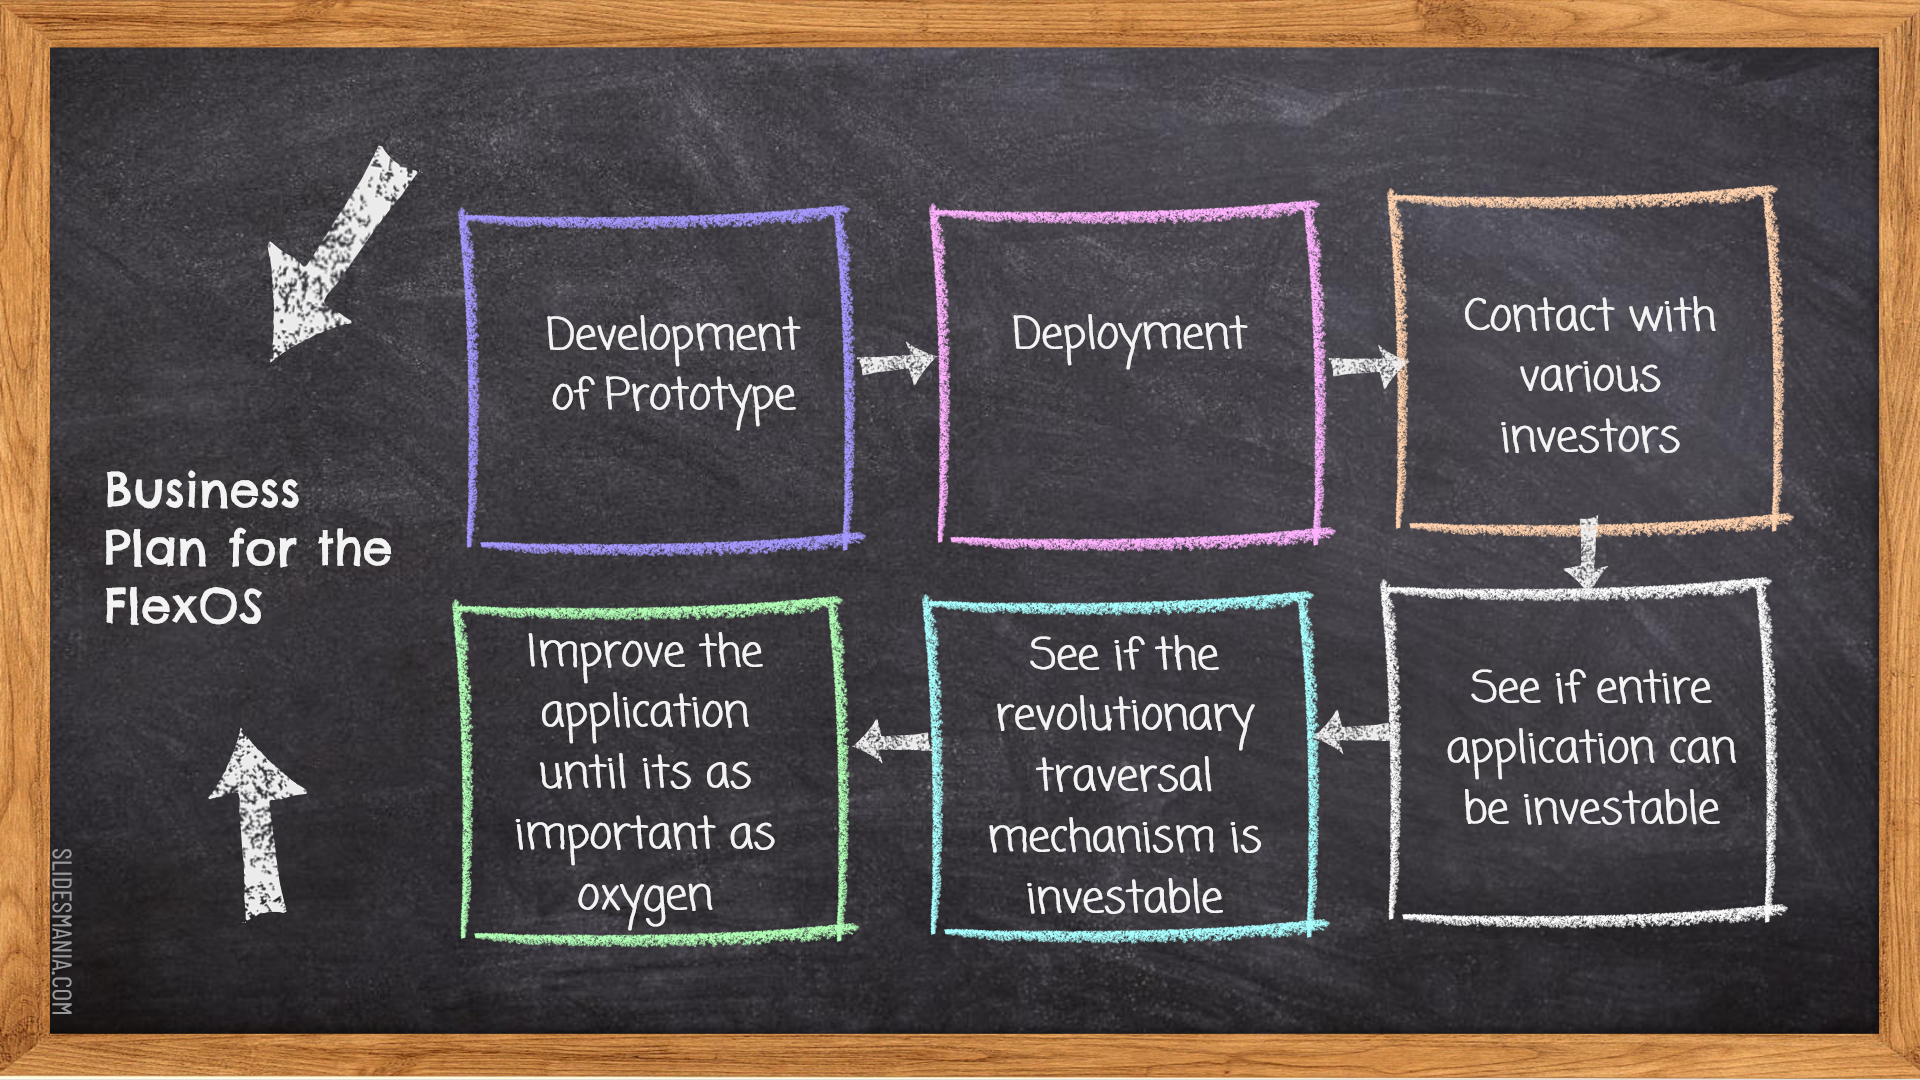 Business
Plan for the
FlexOS
Development
of Prototype
Deployment
Contact with
various
investors
See if entire
application can
be investable
See if the
revolutionary
traversal
mechanism is
investable
Improve the
application
until its as
important as
oxygen
SLIDESMANIA.COM